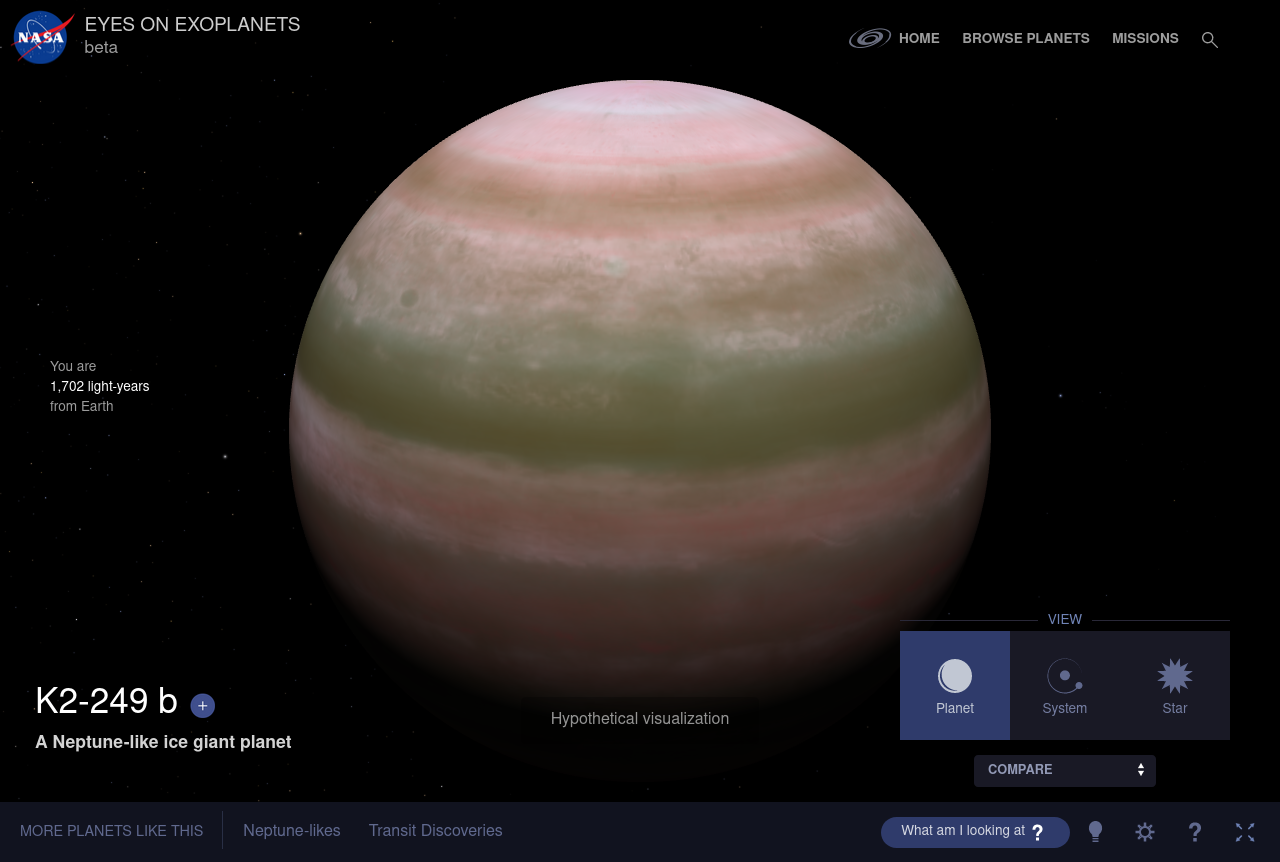 NASA
EYES ON EXOPLANETS
beta
HOME
BROWSE PLANETS
MISSIONS
You are
1,702 light-years
from Earth
VIEW
Planet
System
Star
K2-249 b +
A Neptune-like ice giant planet
Hypothetical visualization
COMPARE
MORE PLANETS LIKE THIS
Neptune-likes
Transit Discoveries
What am I looking at ?
?